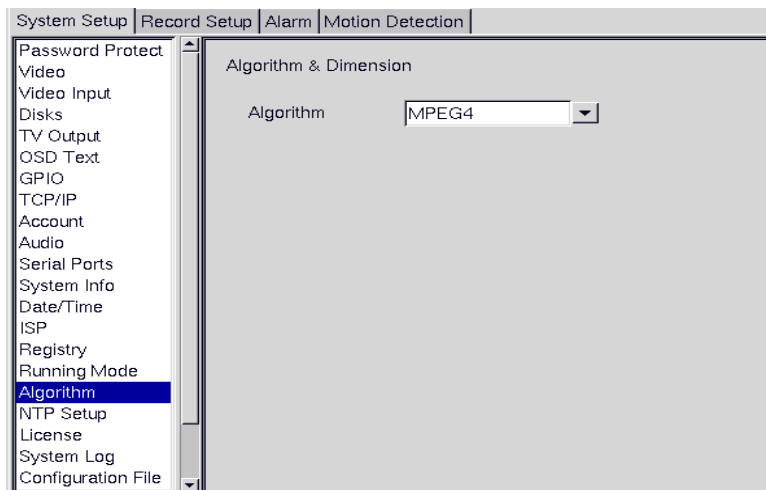 System Setup Record Setup Alarm Motion Detection
Password Protect
Video
Video Input
Disks
TV Output
OSD Text
GPIO
TCP/IP
Account
Audio
Serial Ports
System Info
Date/Time
ISP
Registry
Running Mode
Algorithm
NTP Setup
License
System Log
Configuration File
Algorithm & Dimension
Algorithm MPEG4